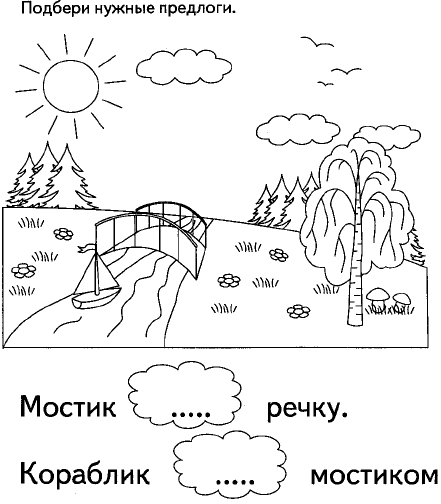 Подбери нужные предлоги.
Мостик ..... речку.
Кораблик ..... мостиком